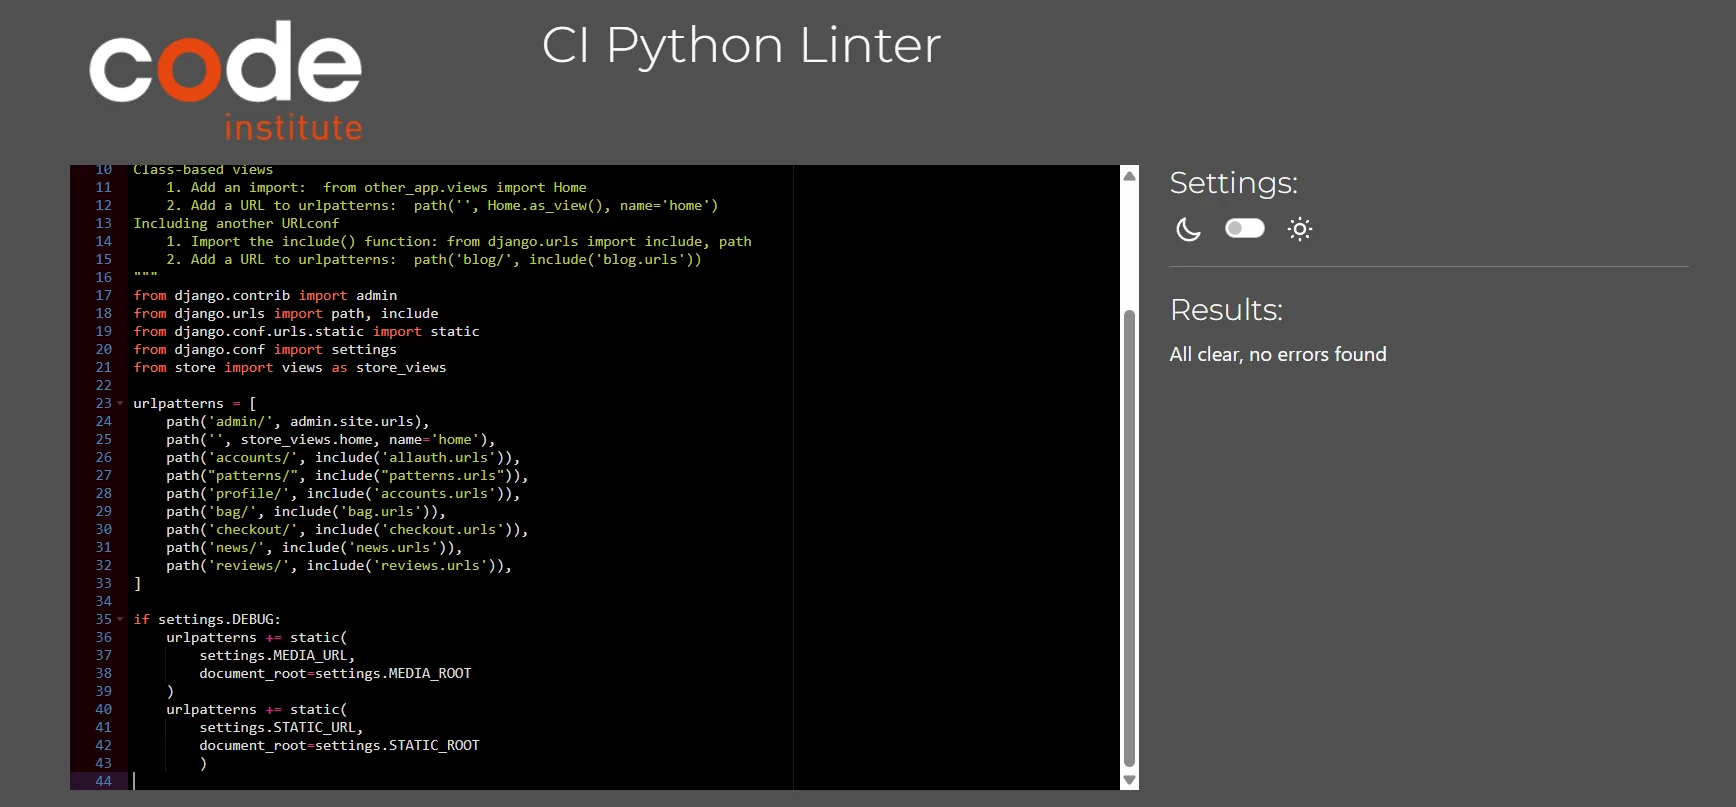 code
institute
CI Python Linter
10 Class-based views
11     1. Add an import:  from other_app.views import Home
12     2. Add a URL to urlpatterns:  path('', Home.as_view(), name='home')
13 Including another URLconf
14     1. Import the include() function: from django.urls import include, path
15     2. Add a URL to urlpatterns:  path('blog/', include('blog.urls'))
16 """
17 from django.contrib import admin
18 from django.urls import path, include
19 from django.conf.urls.static import static
20 from django.conf import settings
21 from store import views as store_views
22
23 urlpatterns = [
24     path('admin/', admin.site.urls),
25     path('', store_views.home, name='home'),
26     path('accounts/', include('allauth.urls')),
27     path("patterns/", include("patterns.urls")),
28     path('profile/', include('accounts.urls')),
29     path('bag/', include('bag.urls')),
30     path('checkout/', include('checkout.urls')),
31     path('news/', include('news.urls')),
32     path('reviews/', include('reviews.urls')),
33 ]
34
35 if settings.DEBUG:
36     urlpatterns += static(
37         settings.MEDIA_URL,
38         document_root=settings.MEDIA_ROOT
39     )
40     urlpatterns += static(
41         settings.STATIC_URL,
42         document_root=settings.STATIC_ROOT
43         )
44
Settings:
Results:
All clear, no errors found